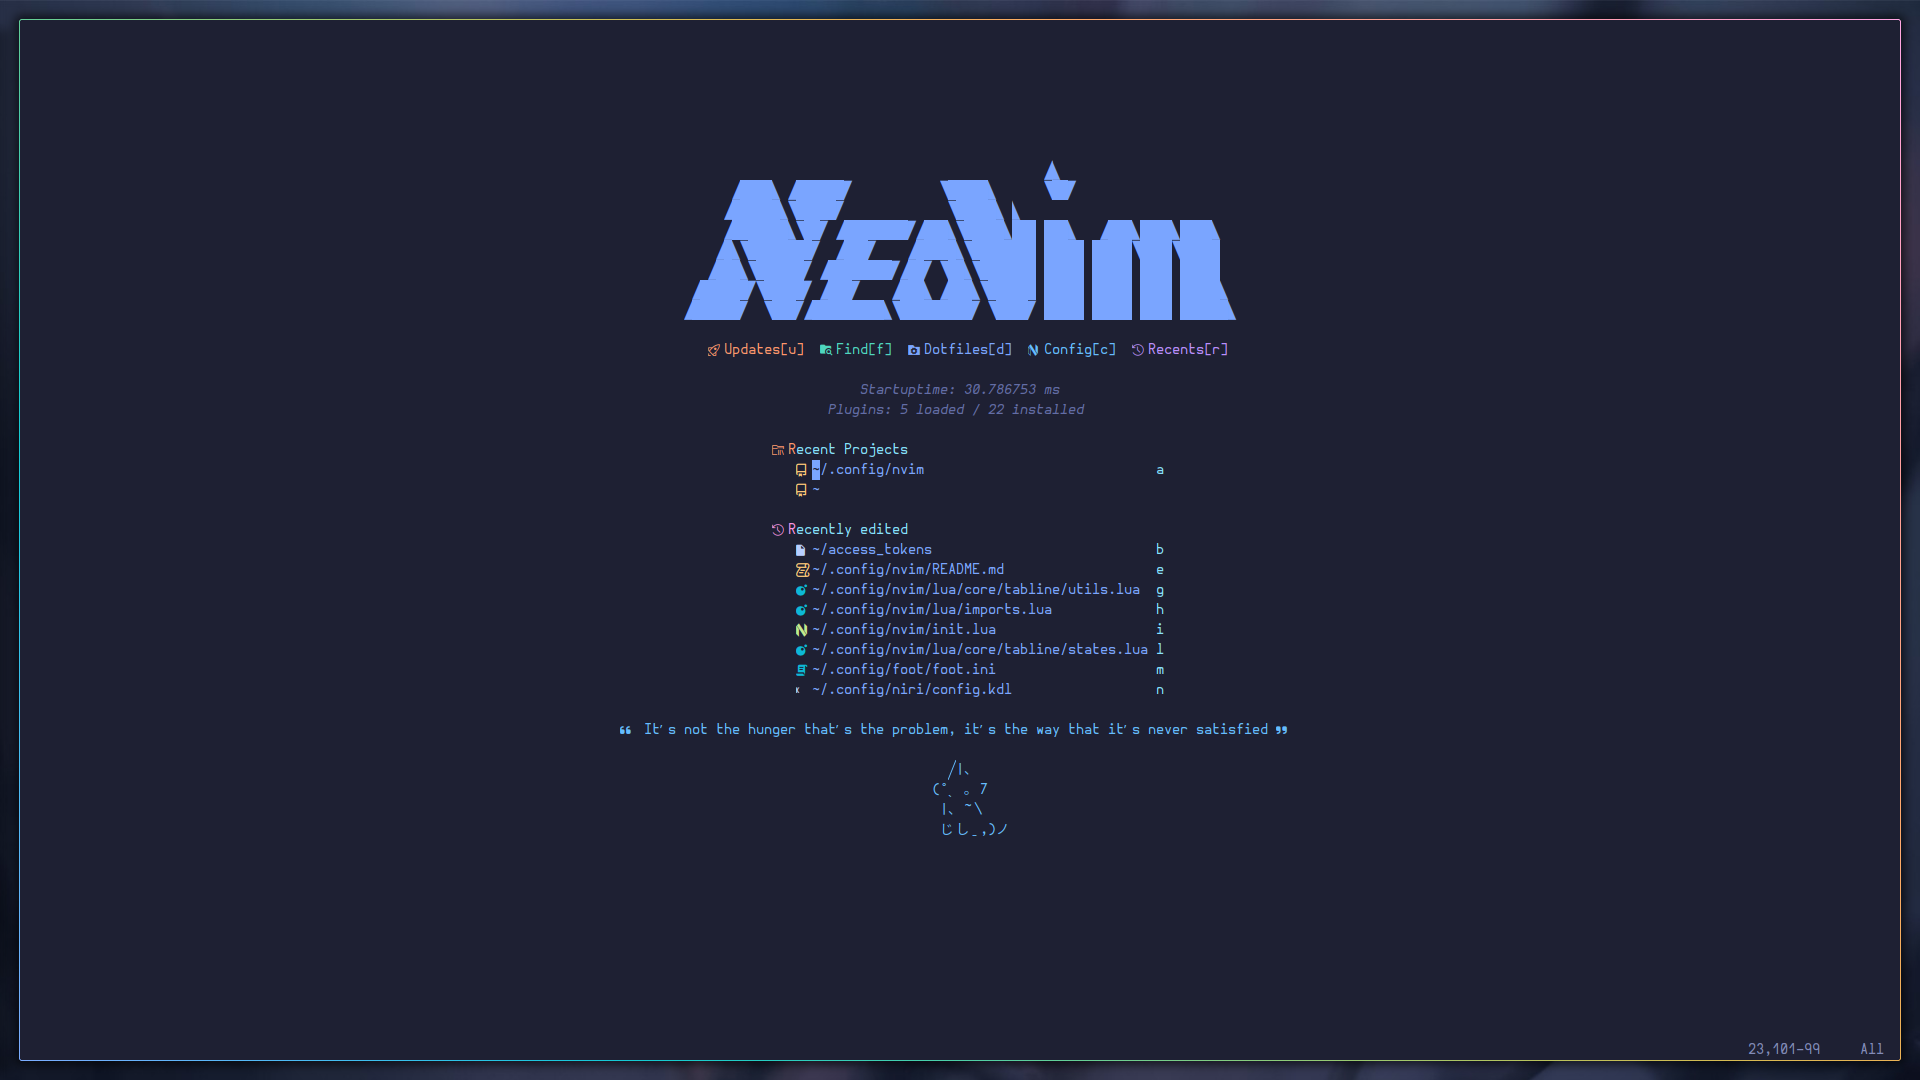 Neovim
Updates[u] Find[f] Dotfiles[d] Config[c] Recents[r]
Startuptime: 30.786753 ms
Plugins: 5 loaded / 22 installed
Recent Projects
~/.config/nvim a
~
Recently edited
~/access_tokens b
~/.config/nvim/README.md e
~/.config/nvim/lua/core/tabline/utils.lua g
~/.config/nvim/lua/imports.lua h
~/.config/nvim/init.lua i
~/.config/nvim/lua/core/tabline/states.lua l
~/.config/foot/foot.ini m
~/.config/niri/config.kdl n
❝ It's not the hunger that's the problem, it's the way that it's never satisfied ❞
╱|、
(˚ˎ 。7
|、~\
じしˍ,)ノ
23,101-99 All